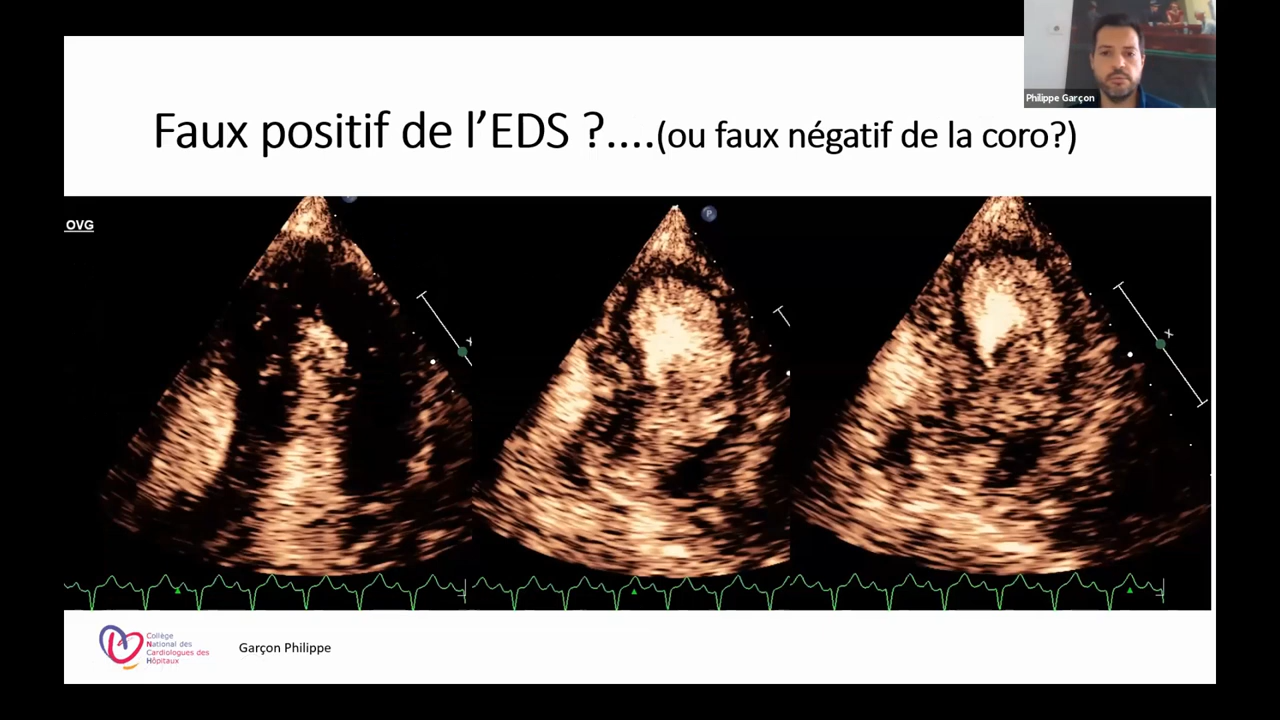 Philippe Garçon
Faux positif de l’EDS ?....(ou faux négatif de la coro?)
OVG
P
Collège
National des
Cardiologues des
Hôpitaux
Garçon Philippe